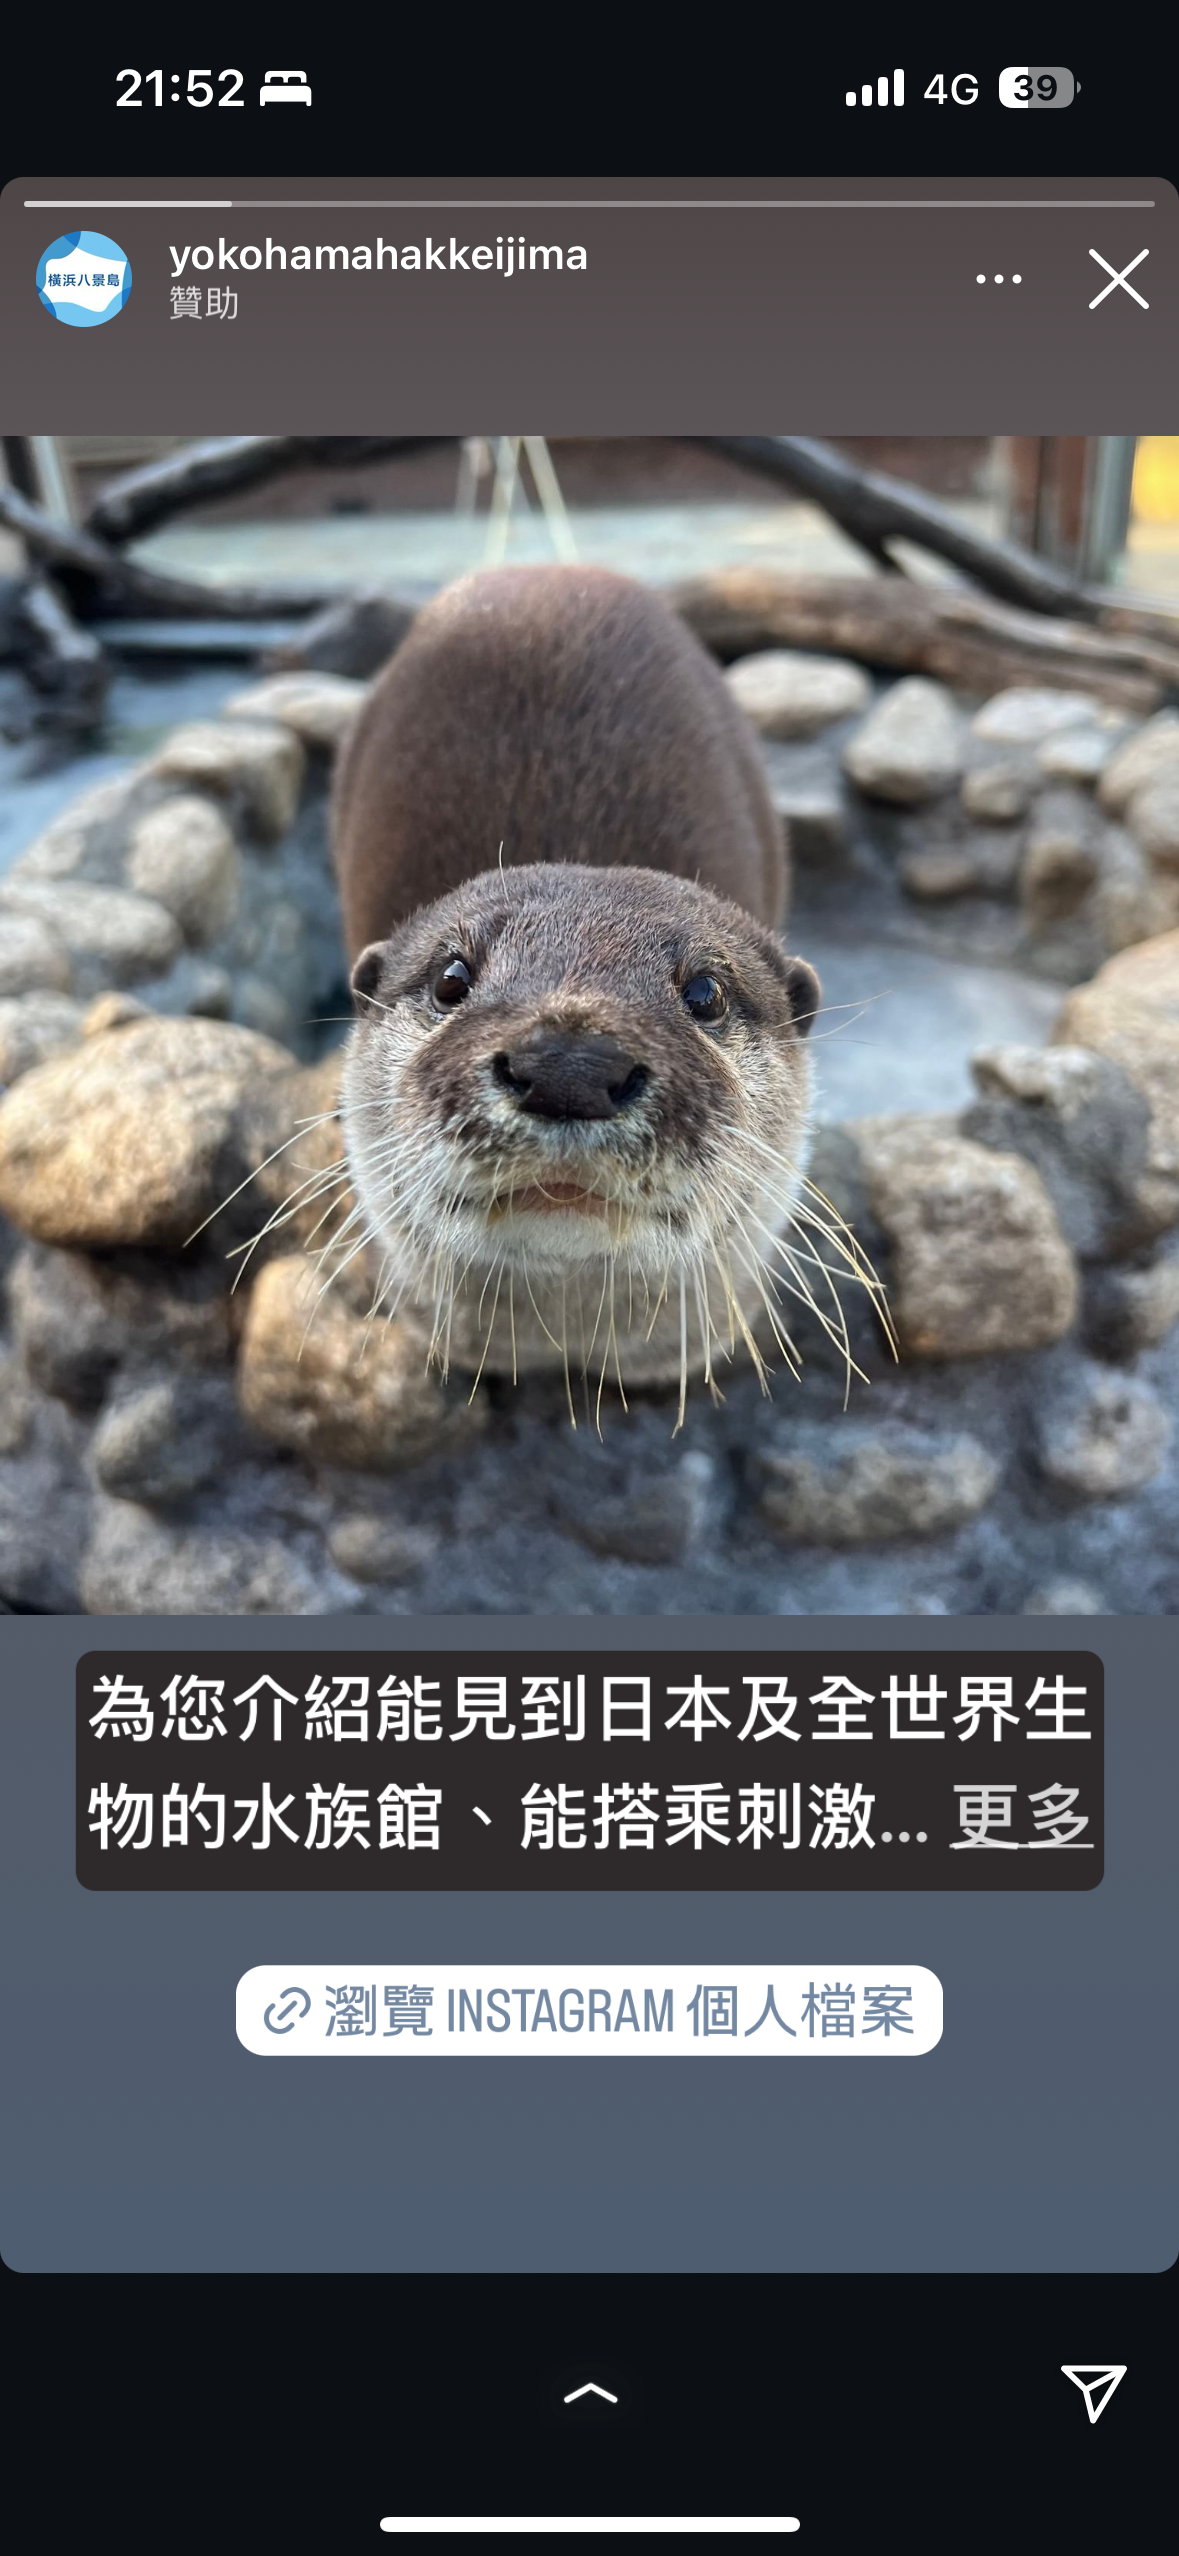 21:52
4G
39
横浜八景島
yokohamahakkeijima
贊助
為您介紹能見到日本及全世界生
物的水族館、能搭乘刺激... 更多
瀏覽 INSTAGRAM 個人檔案